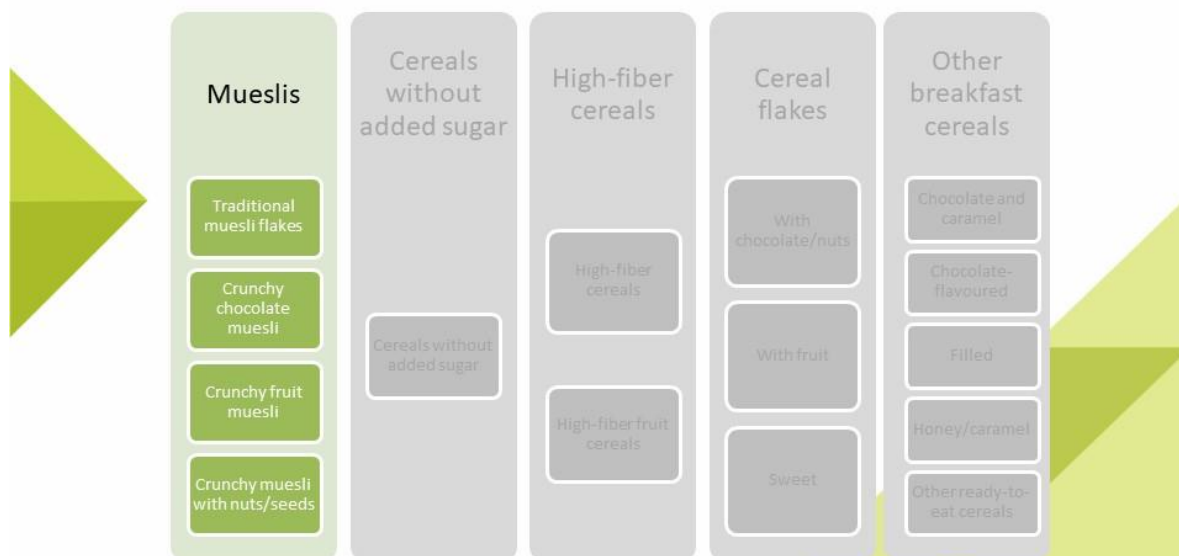 Mueslis
Traditional
muesli flakes
Crunchy
chocolate
muesli
Crunchy fruit
muesli
Crunchy muesli
with nuts/seeds
Cereals
without
added sugar
Cereals without
added sugar
High-fiber
cereals
High-fiber
cereals
High-fiber fruit
cereals
Cereal
flakes
With
chocolate/nuts
With fruit
Sweet
Other
breakfast
cereals
Chocolate and
caramel
Chocolate-
flavoured
Filled
Honey/caramel
Other ready-to-
eat cereals